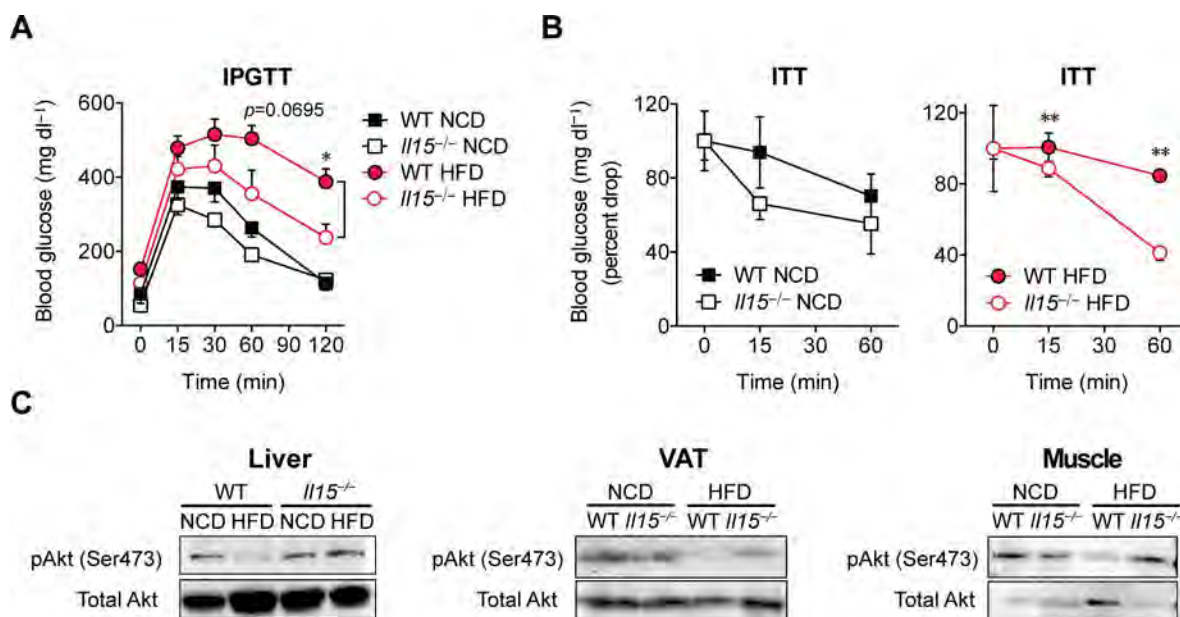 A
IPGTT
Blood glucose (mg dl⁻¹)
600
400
200
0
p=0.0695
*
0 15 30 60 90 120
Time (min)
WT NCD
Il15⁻/⁻ NCD
WT HFD
Il15⁻/⁻ HFD
B
ITT
Blood glucose (mg dl⁻¹)
(percent drop)
120
80
40
0
WT NCD
Il15⁻/⁻ NCD
0 15 30 60
Time (min)
ITT
120
80
40
0
**
**
WT HFD
Il15⁻/⁻ HFD
0 15 30 60
Time (min)
C
Liver
WT Il15⁻/⁻
NCD HFD NCD HFD
pAkt (Ser473)
Total Akt
VAT
NCD HFD
WT Il15⁻/⁻ WT Il15⁻/⁻
pAkt (Ser473)
Total Akt
Muscle
NCD HFD
WT Il15⁻/⁻ WT Il15⁻/⁻
pAkt (Ser473)
Total Akt